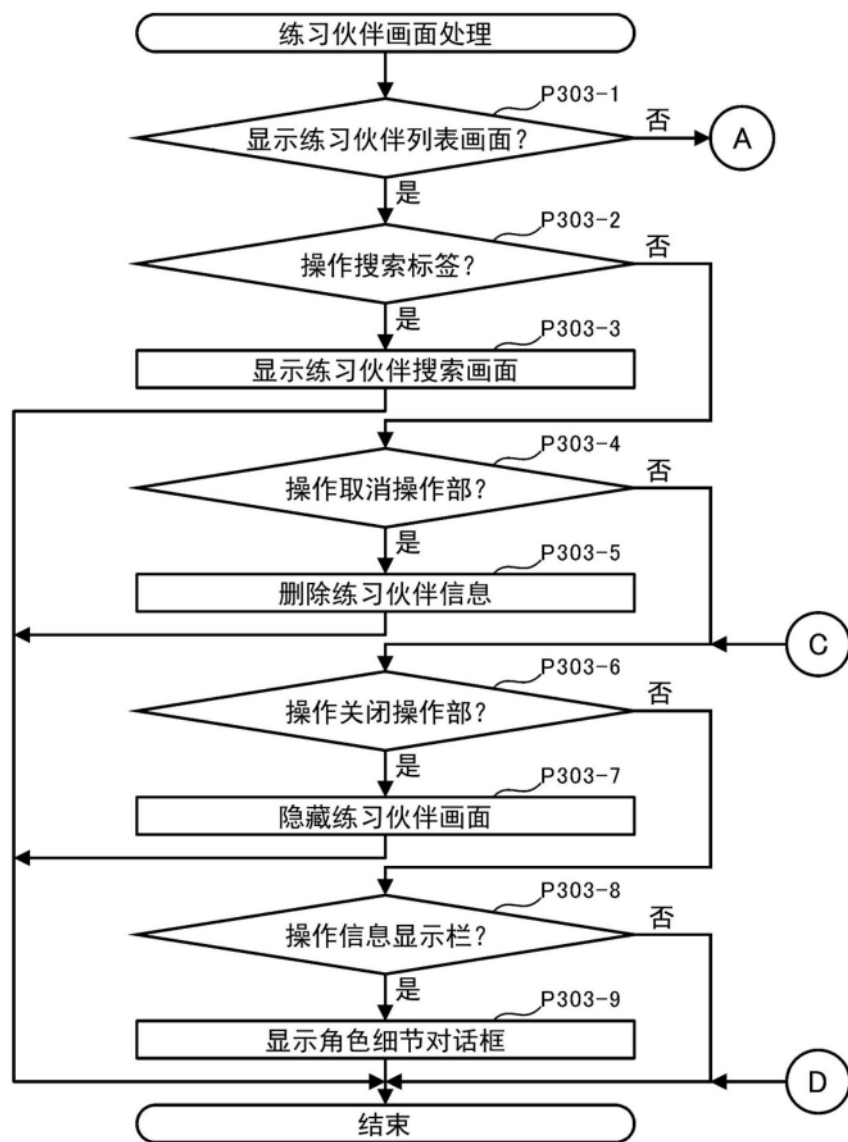 练习伙伴画面处理
P303-1
显示练习伙伴列表画面？
否
A
是
P303-2
操作搜索标签？
否
是
P303-3
显示练习伙伴搜索画面
P303-4
操作取消操作部？
否
是
P303-5
删除练习伙伴信息
C
P303-6
操作关闭操作部？
否
是
P303-7
隐藏练习伙伴画面
P303-8
操作信息显示栏？
否
是
P303-9
显示角色细节对话框
D
结束